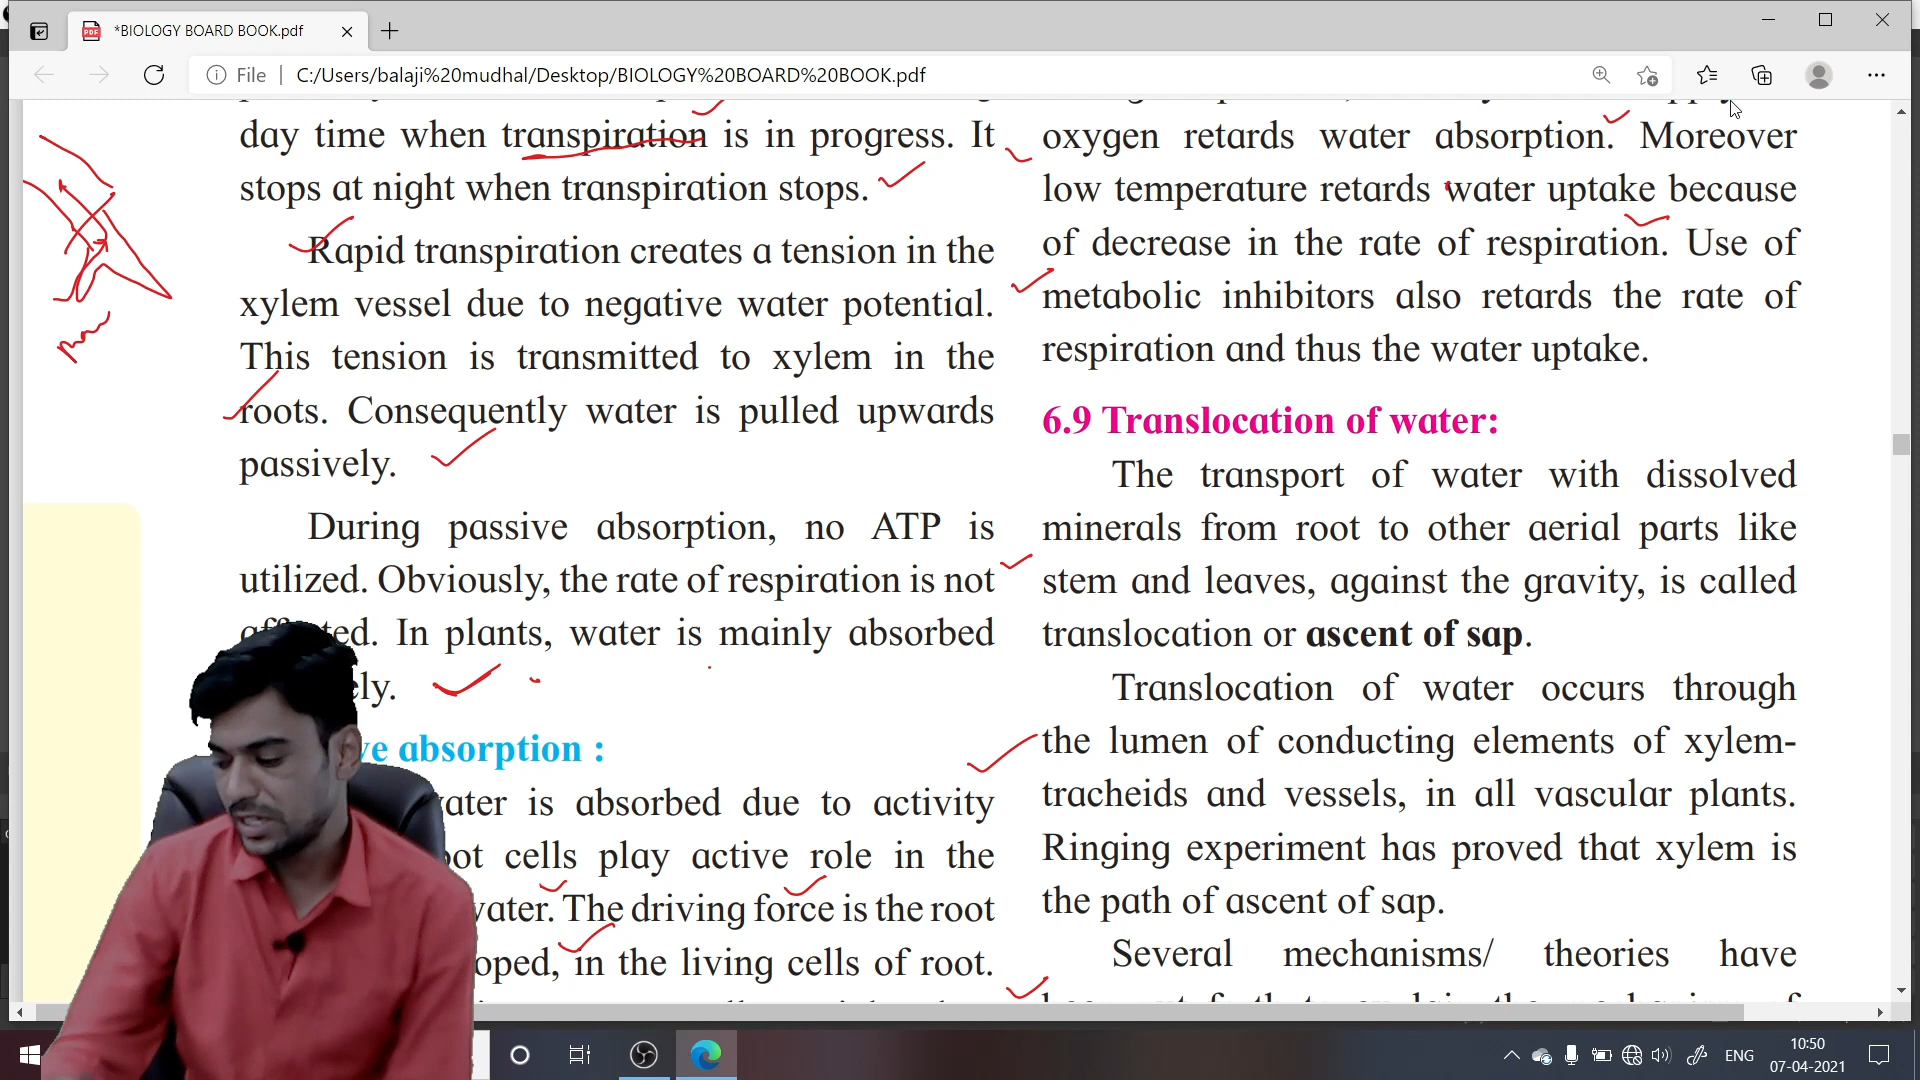 *BIOLOGY BOARD BOOK.pdf
File
C:/Users/balaji%20mudhal/Desktop/BIOLOGY%20BOARD%20BOOK.pdf
day time when transpiration is in progress. It
stops at night when transpiration stops.
Rapid transpiration creates a tension in the
xylem vessel due to negative water potential.
This tension is transmitted to xylem in the
roots. Consequently water is pulled upwards
passively.
During passive absorption, no ATP is
utilized. Obviously, the rate of respiration is not
In plants, water is mainly absorbed
absorption :
is absorbed due to activity
cells play active role in the
The driving force is the root
in the living cells of root.
oxygen retards water absorption. Moreover
low temperature retards water uptake because
of decrease in the rate of respiration. Use of
metabolic inhibitors also retards the rate of
respiration and thus the water uptake.
6.9 Translocation of water:
The transport of water with dissolved
minerals from root to other aerial parts like
stem and leaves, against the gravity, is called
translocation or ascent of sap.
Translocation of water occurs through
the lumen of conducting elements of xylem-
tracheids and vessels, in all vascular plants.
Ringing experiment has proved that xylem is
the path of ascent of sap.
Several mechanisms/ theories have
PDF
ENG
10:50
07-04-2021